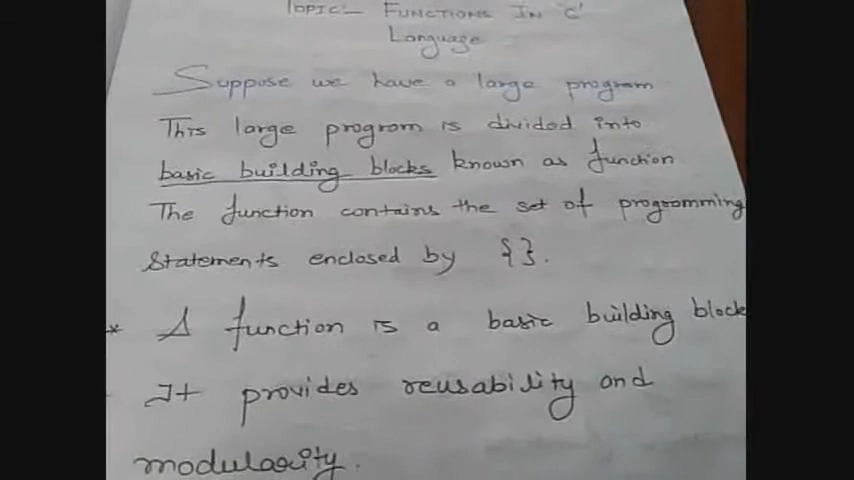 TOPIC:- FUNCTIONS IN 'C'
Language
Suppose we have a large program
This large program is divided into
basic building blocks known as function
The function contains the set of programming
statements enclosed by {}.
* A function is a basic building block
It provides reusability and
modularity.